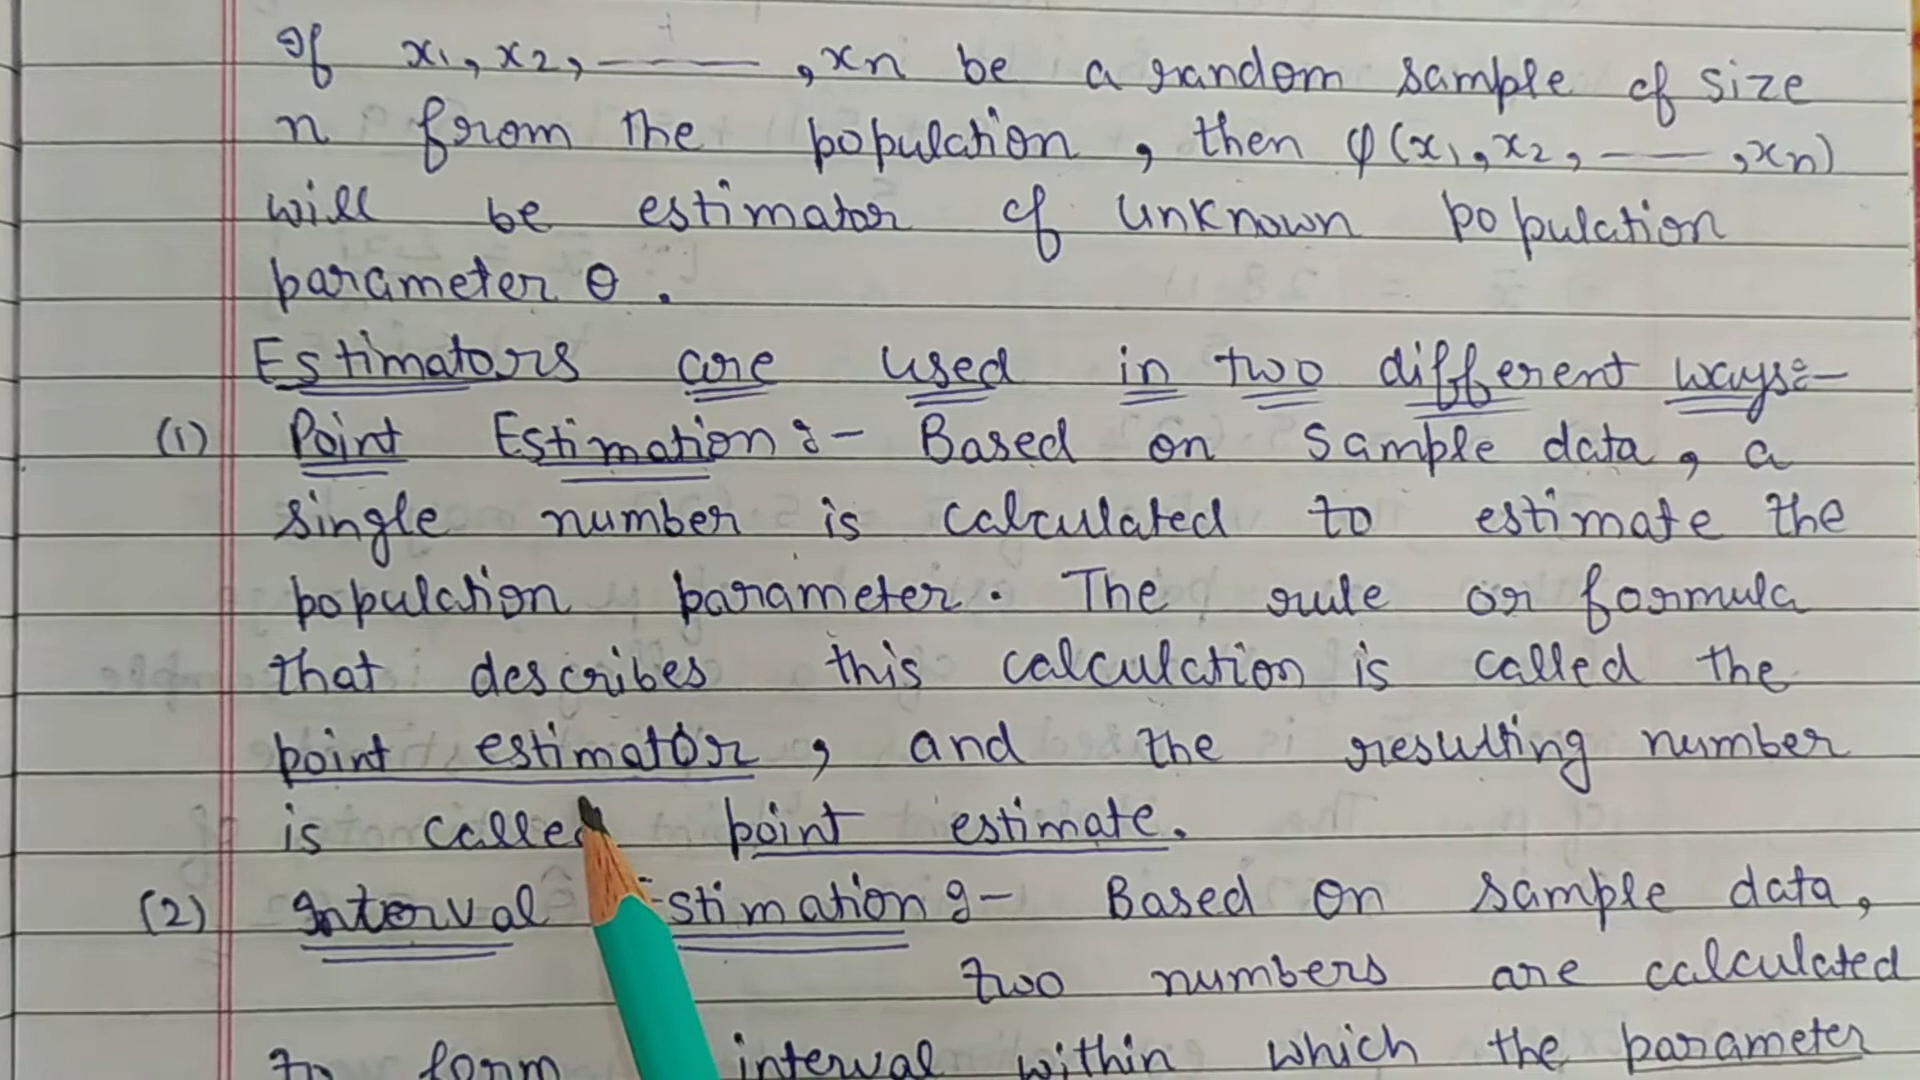 If x1, x2, ——— , xn be a random sample of size
n from the population , then φ(x1, x2, —— , xn)
will be estimator of unknown population
parameter θ .
Estimators are used in two different ways:-
(1) Point Estimation :- Based on sample data, a
single number is calculated to estimate the
population parameter. The rule or formula
that describes this calculation is called the
point estimator , and the resulting number
is called point estimate.
(2) Interval Estimation :- Based on sample data,
two numbers are calculated
to form interval within which the parameter